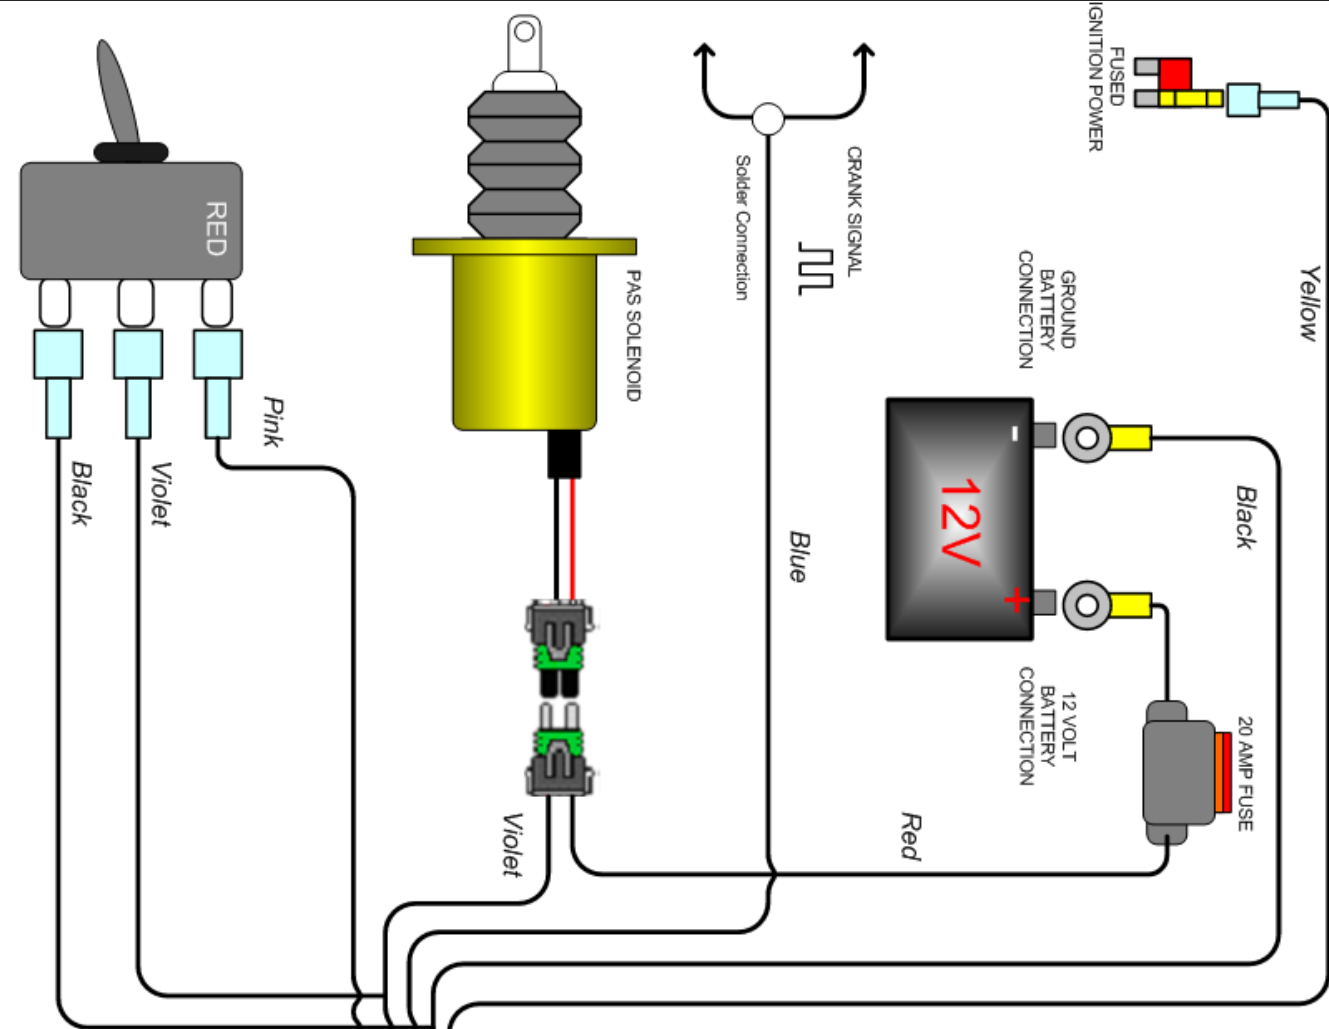 RED
Pink
Black
Violet
PAS SOLENOID
Violet
Solder Connection
CRANK SIGNAL
Blue
Red
FUSED
IGNITION POWER
Yellow
GROUND
BATTERY
CONNECTION
-
12V
+
Black
12 VOLT
BATTERY
CONNECTION
20 AMP FUSE